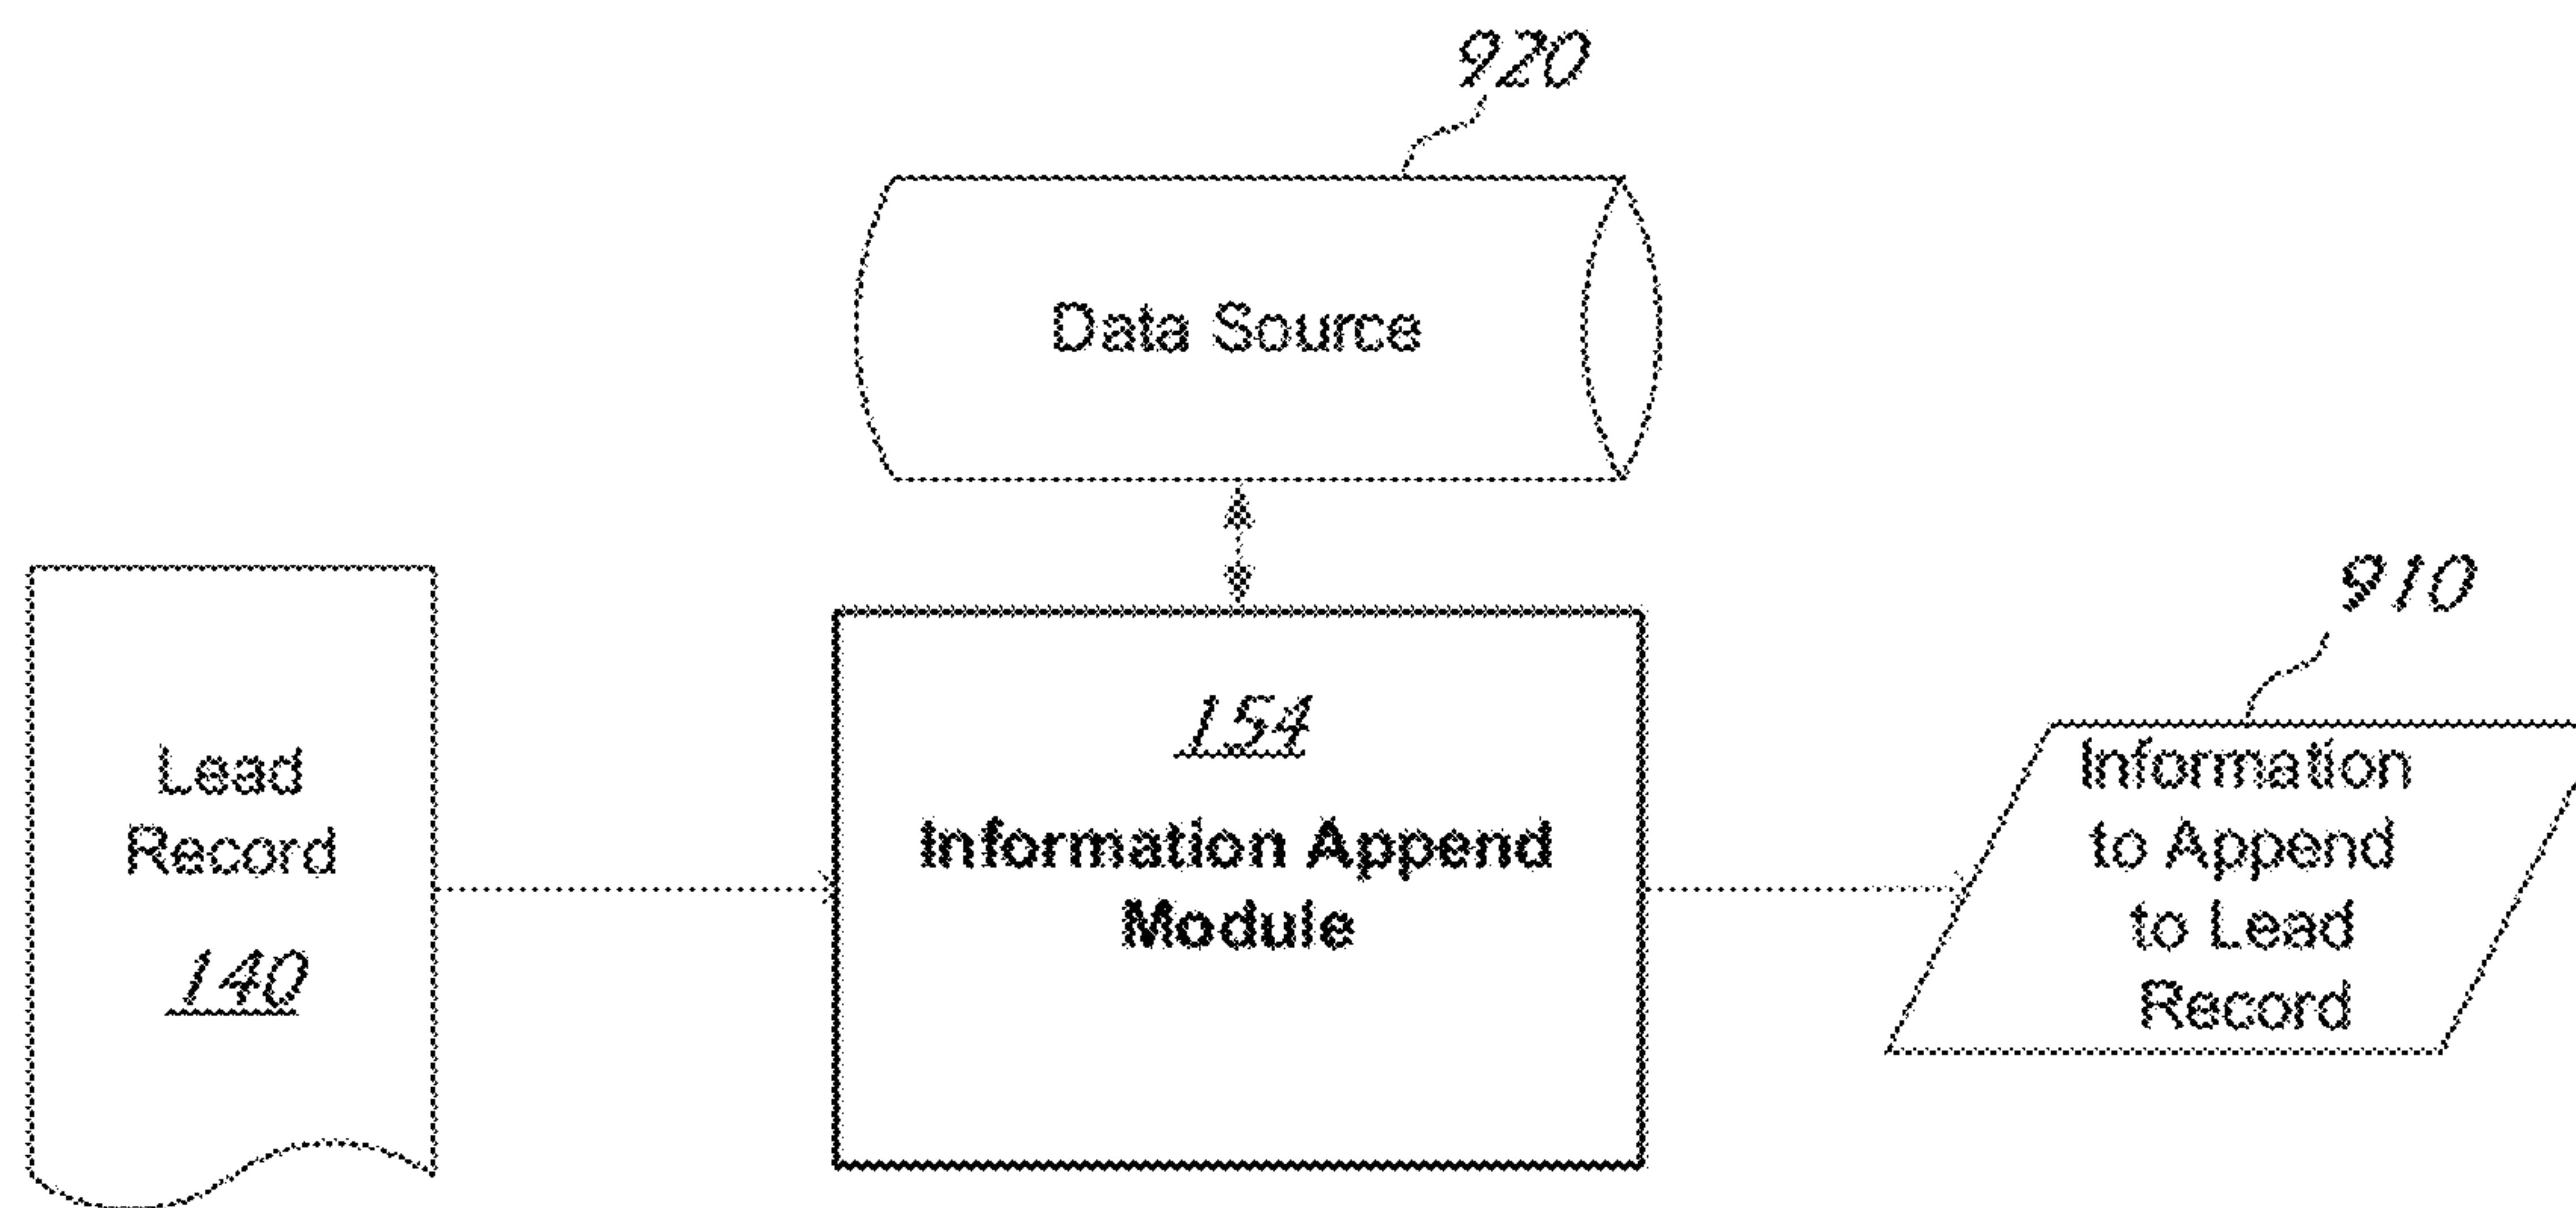 920
Data Source
910
Lead
Record
140
154
Information Append
Module
Information
to Append
to Lead
Record